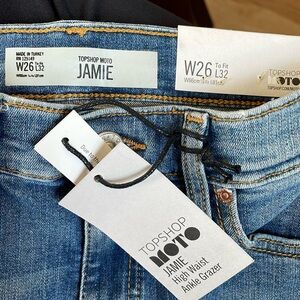 MADE IN TURKEY
W26 L32
TOPSHOP MOTO
JAMIE
W26 To Fit L32
TOPSHOP
MOTO
TOPSHOP
MOTO
JAMIE
High Waist
Ankle Grazer